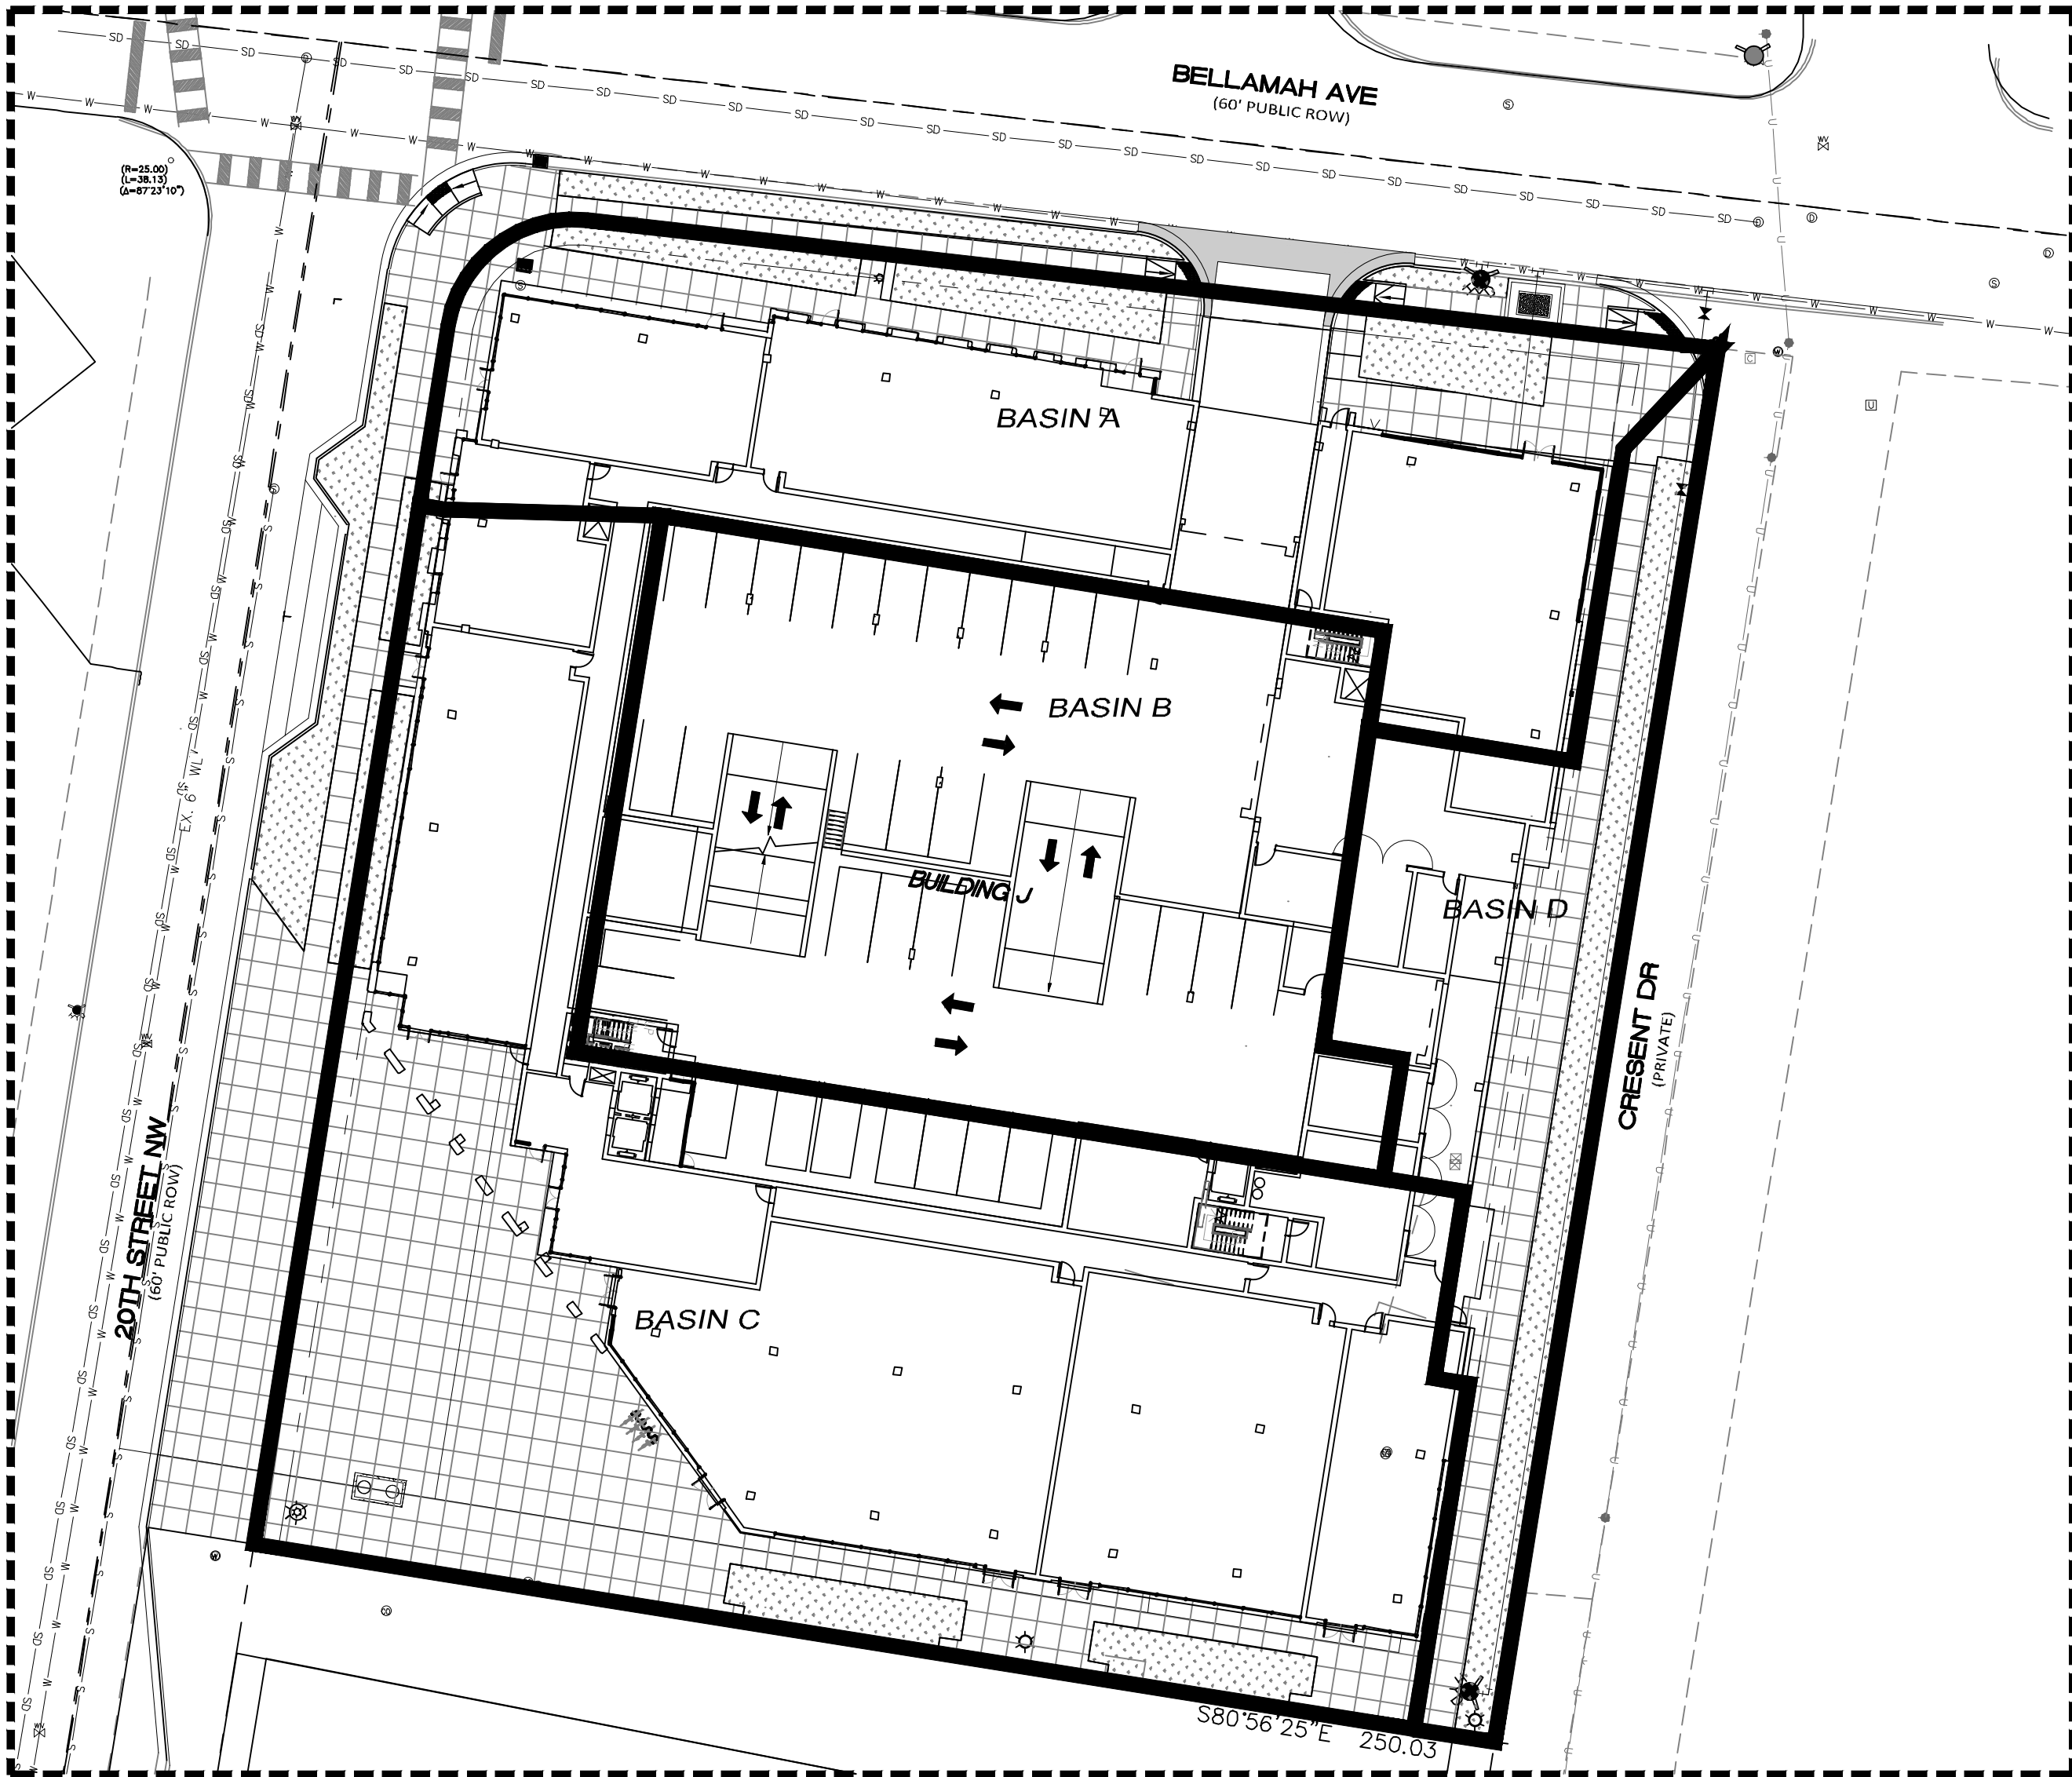 BELLAMAH AVE
(60' PUBLIC ROW)
(R=25.00)
(L=38.13)
(Δ=87°23'10")
BASIN A
BASIN B
BUILDING J
BASIN D
CRESENT DR
(PRIVATE)
EX. 6" WL
20TH STREET NW
(60' PUBLIC ROW)
BASIN C
S80°56'25"E 250.03